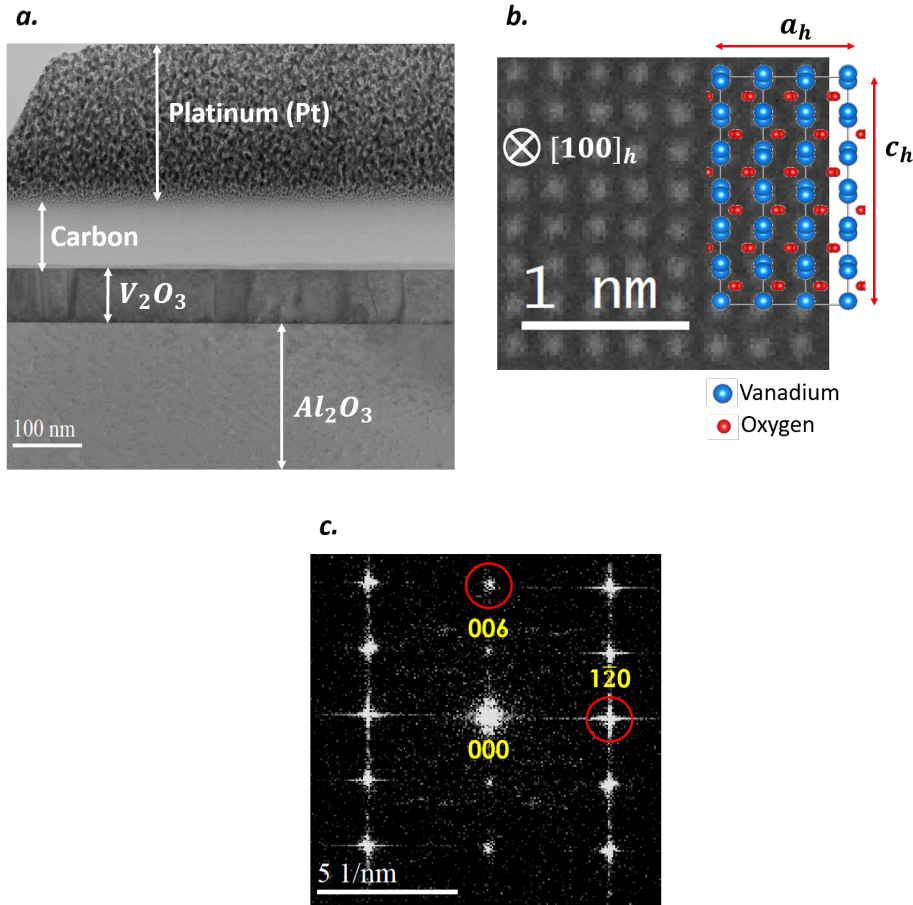 a.
Platinum (Pt)
Carbon
V₂O₃
Al₂O₃
100 nm
b.
aₕ
[100]ₕ
cₕ
1 nm
Vanadium
Oxygen
c.
006
12̅0
000
5 1/nm